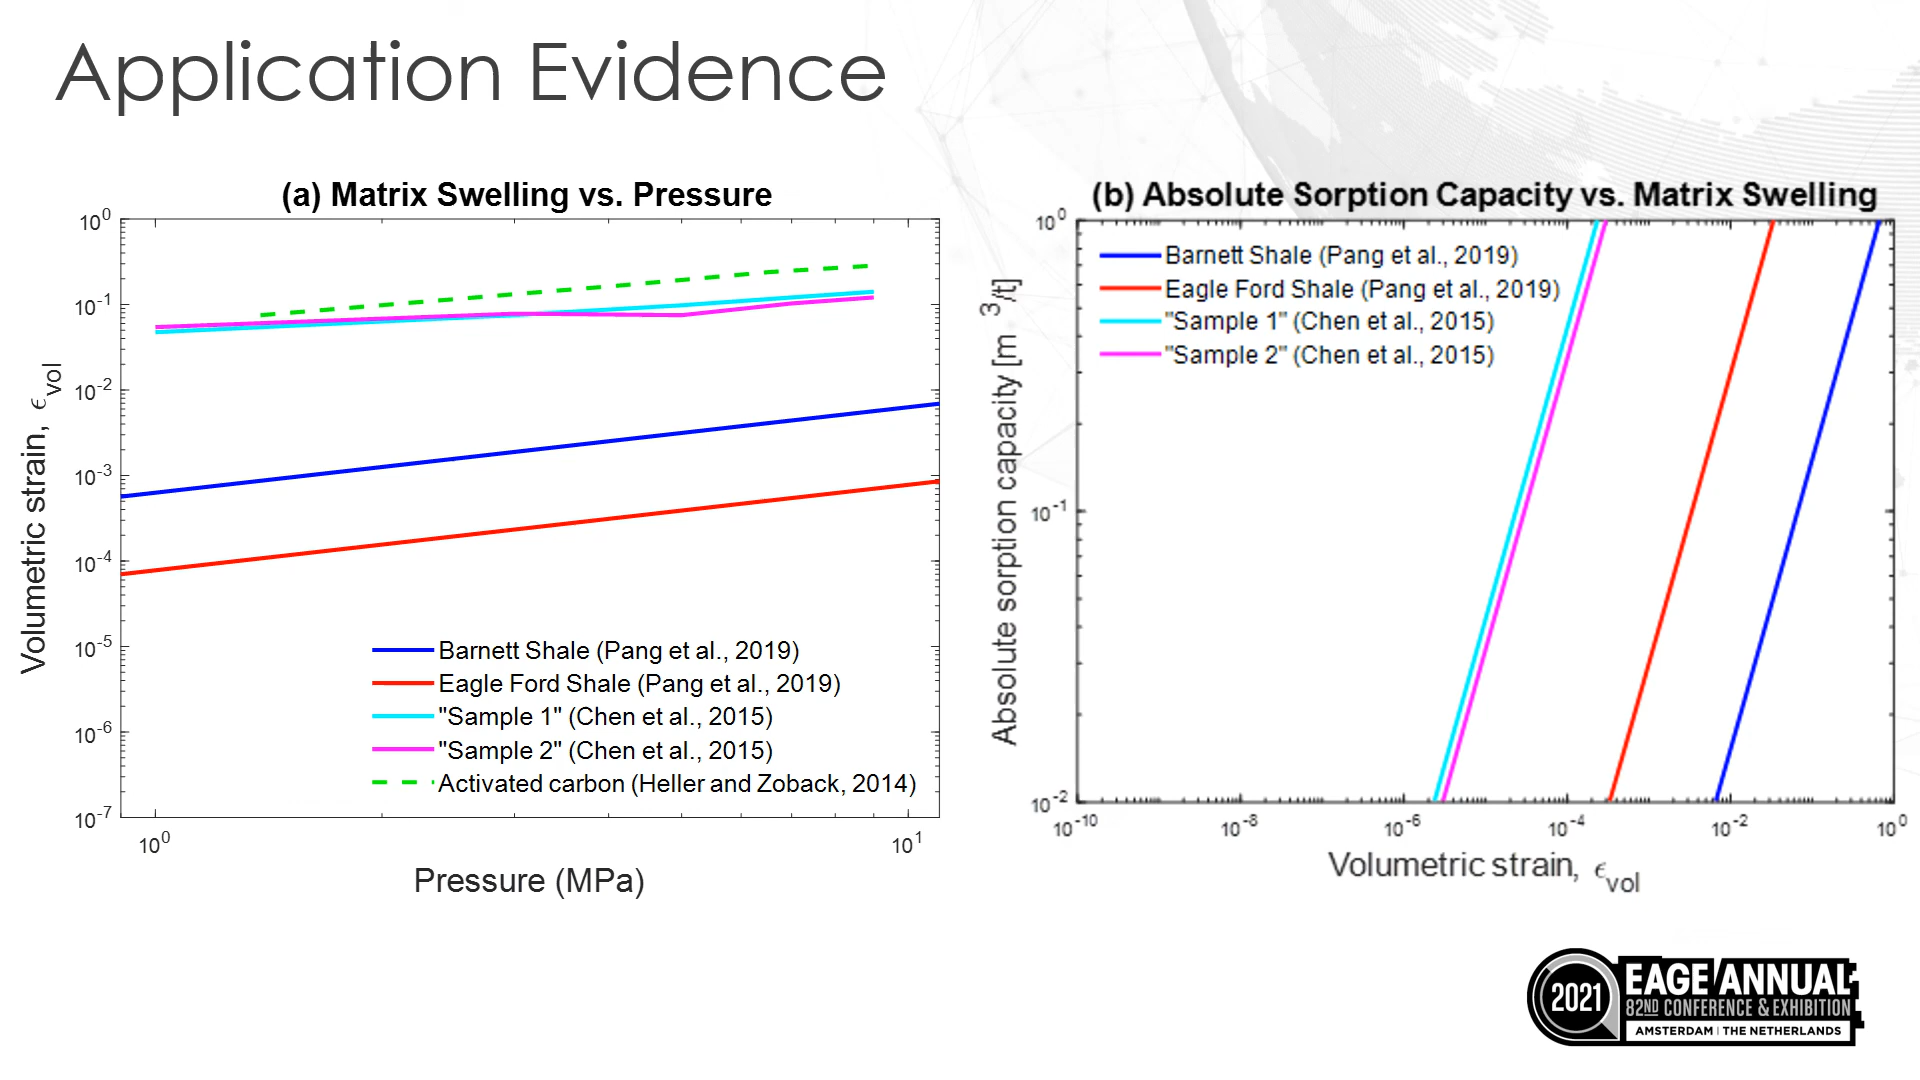 Application Evidence
(a) Matrix Swelling vs. Pressure
10^0
10^-1
10^-2
10^-3
10^-4
10^-5
10^-6
10^-7
Volumetric strain, ϵ_vol
Barnett Shale (Pang et al., 2019)
Eagle Ford Shale (Pang et al., 2019)
"Sample 1" (Chen et al., 2015)
"Sample 2" (Chen et al., 2015)
Activated carbon (Heller and Zoback, 2014)
10^0 10^1
Pressure (MPa)
(b) Absolute Sorption Capacity vs. Matrix Swelling
10^0
10^-1
10^-2
Absolute sorption capacity [m^3/t]
Barnett Shale (Pang et al., 2019)
Eagle Ford Shale (Pang et al., 2019)
"Sample 1" (Chen et al., 2015)
"Sample 2" (Chen et al., 2015)
10^-10 10^-8 10^-6 10^-4 10^-2 10^0
Volumetric strain, ϵ_vol
2021
EAGE ANNUAL
82ND CONFERENCE & EXHIBITION
AMSTERDAM | THE NETHERLANDS